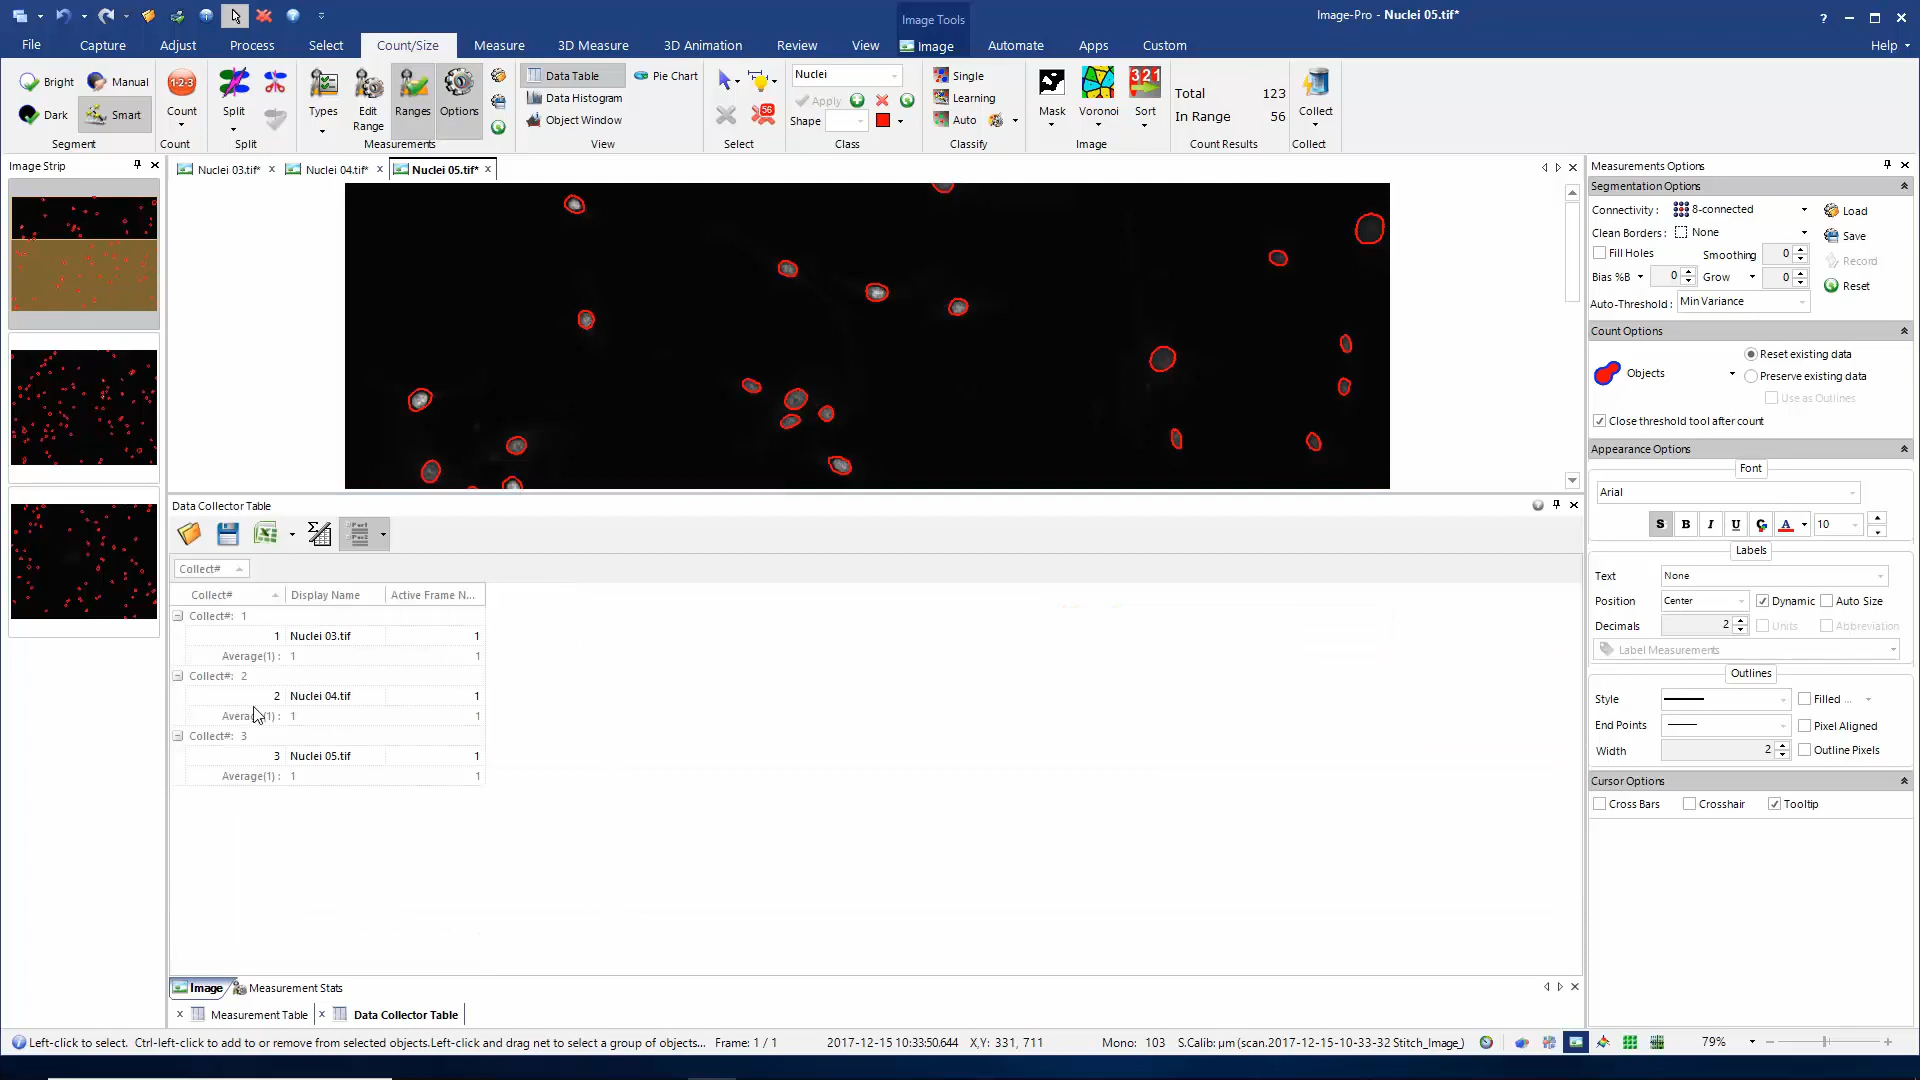 Image Tools
Image-Pro - Nuclei 05.tif*
File Capture Adjust Process Select Count/Size Measure 3D Measure 3D Animation Review View Image Automate Apps Custom Help
Bright Manual
Dark Smart
Segment
1·2·3
Count
Count
Split
Split
Types
Edit Range
Ranges
Options
Measurements
Data Table
Pie Chart
Data Histogram
Object Window
View
56
Select
Nuclei
Apply
Shape
Class
Single
Learning
Auto
Classify
Mask
Voronoi
321
Sort
Image
Total 123
In Range 56
Count Results
Collect
Collect
Image Strip
Nuclei 03.tif* Nuclei 04.tif* Nuclei 05.tif*
Data Collector Table
Collect#
Collect# Display Name Active Frame N...
Collect#: 1
1 Nuclei 03.tif 1
Average(1) : 1 1
Collect#: 2
2 Nuclei 04.tif 1
Average(1) : 1 1
Collect#: 3
3 Nuclei 05.tif 1
Average(1) : 1 1
Image Measurement Stats
Measurement Table Data Collector Table
Measurements Options
Segmentation Options
Connectivity : 8-connected Load
Clean Borders : None Save
Fill Holes Smoothing 0 Record
Bias %B 0 Grow 0 Reset
Auto-Threshold : Min Variance
Count Options
Objects
Reset existing data
Preserve existing data
Use as Outlines
Close threshold tool after count
Appearance Options
Font
Arial
S B I U G A 10
Labels
Text None
Position Center Dynamic Auto Size
Decimals 2 Units Abbreviation
Label Measurements
Outlines
Style Filled ...
End Points Pixel Aligned
Width 2 Outline Pixels
Cursor Options
Cross Bars Crosshair Tooltip
Left-click to select. Ctrl-left-click to add to or remove from selected objects.Left-click and drag net to select a group of objects... Frame: 1 / 1 2017-12-15 10:33:50.644 X,Y: 331, 711 Mono: 103 S.Calib: µm (scan.2017-12-15-10-33-32 Stitch_Image_) 79%